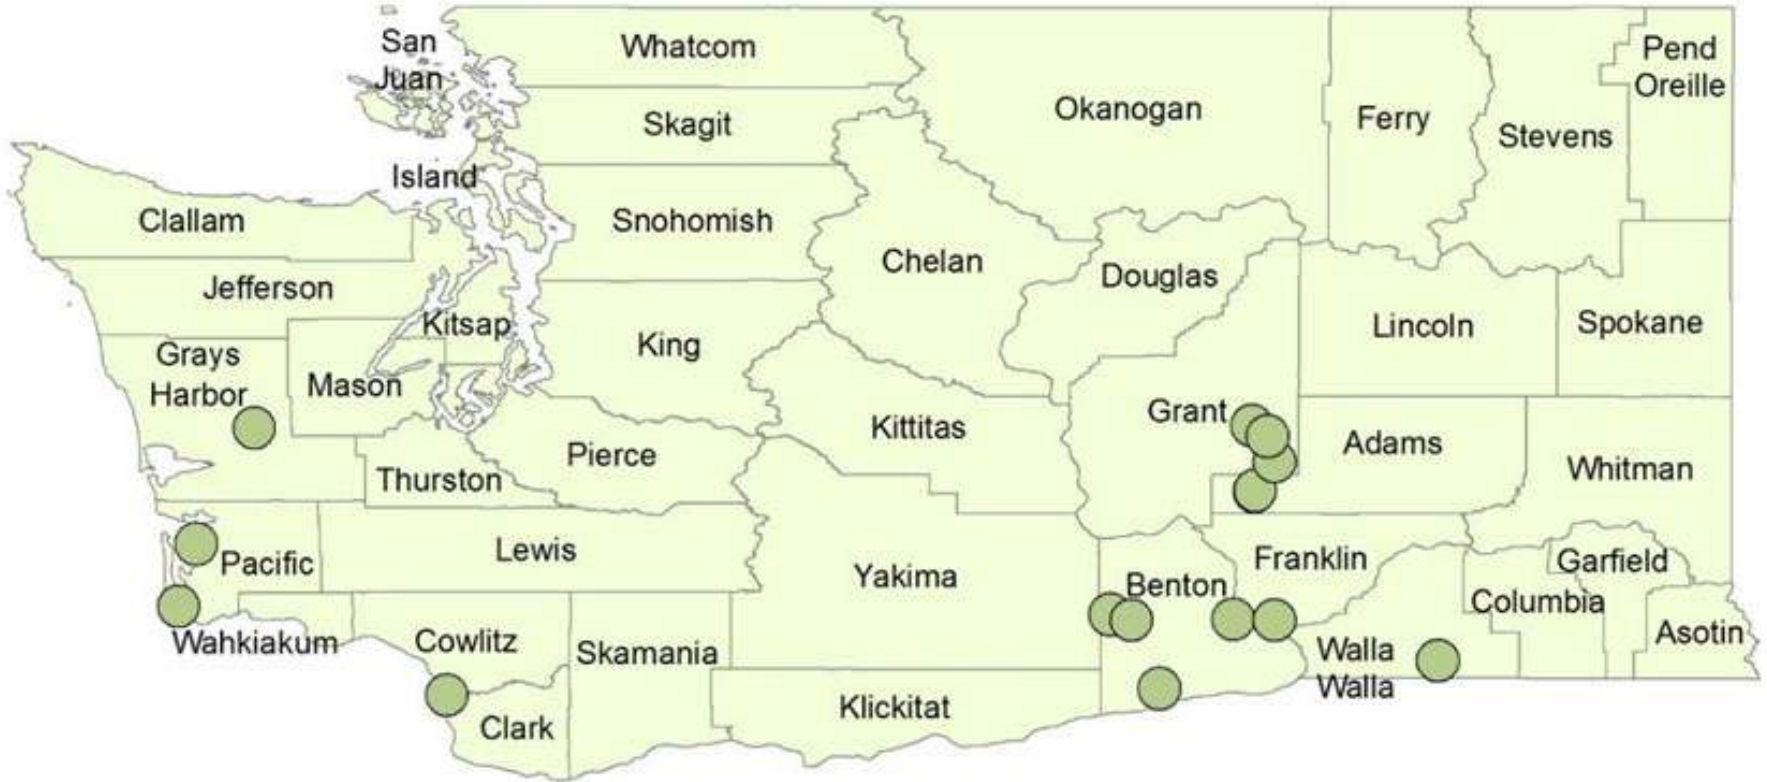 San
Juan
Whatcom
Pend
Oreille
Okanogan
Ferry
Skagit
Stevens
Island
Clallam
Snohomish
Chelan
Douglas
Jefferson
Kitsap
King
Lincoln
Spokane
Grays
Harbor
Mason
Kittitas
Grant
Adams
Pierce
Whitman
Thurston
Lewis
Pacific
Yakima
Franklin
Garfield
Benton
Columbia
Wahkiakum
Cowlitz
Skamania
Walla
Walla
Asotin
Klickitat
Clark